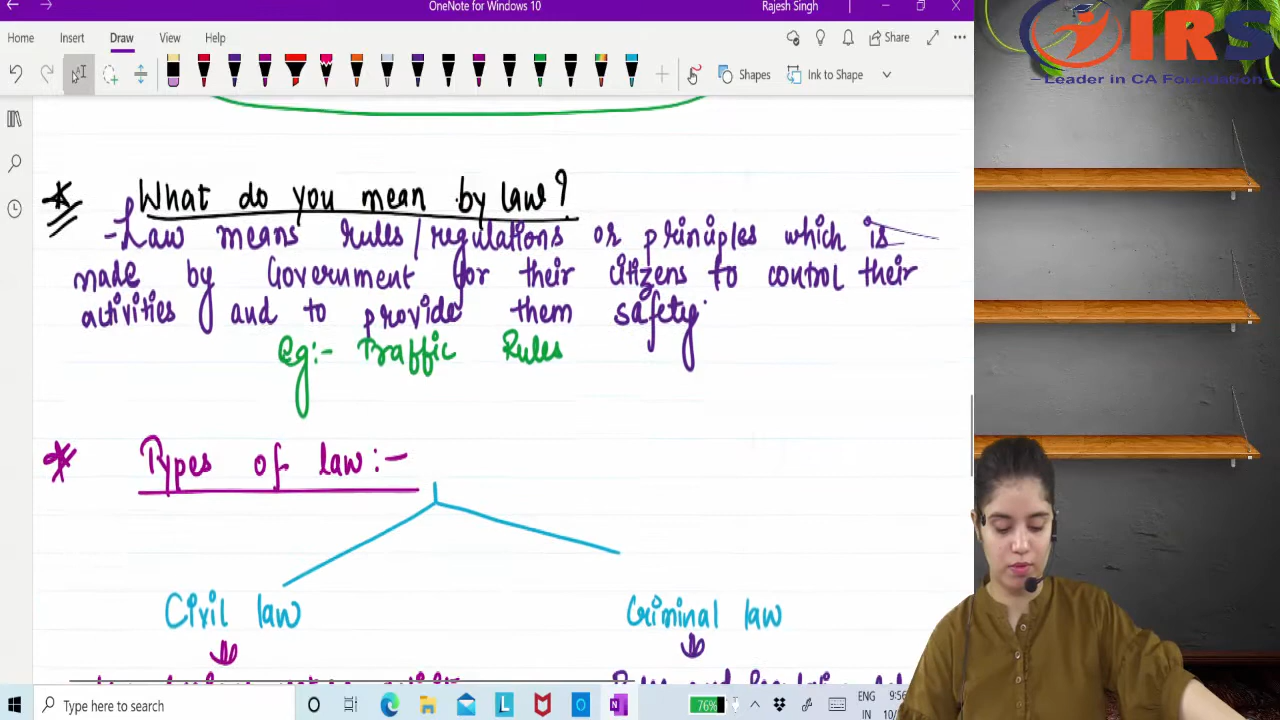 OneNote for Windows 10
Rajesh Singh
Home Insert Draw View Help
Share
Shapes
Ink to Shape
IRS
Leader in CA Foundation
What do you mean by law?
-Law means rules/regulations or principles which is
made by Government for their citizens to control their
activities and to provide them safety.
Eg:- Traffic Rules
Types of law:-
Civil law
Criminal law
Type here to search
76%
ENG
IN